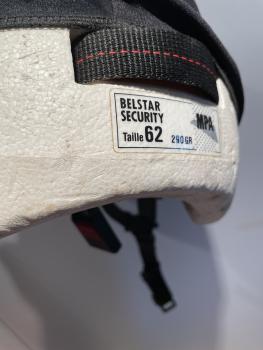 BELSTAR
SECURITY
MPA
Taille 62 290GR